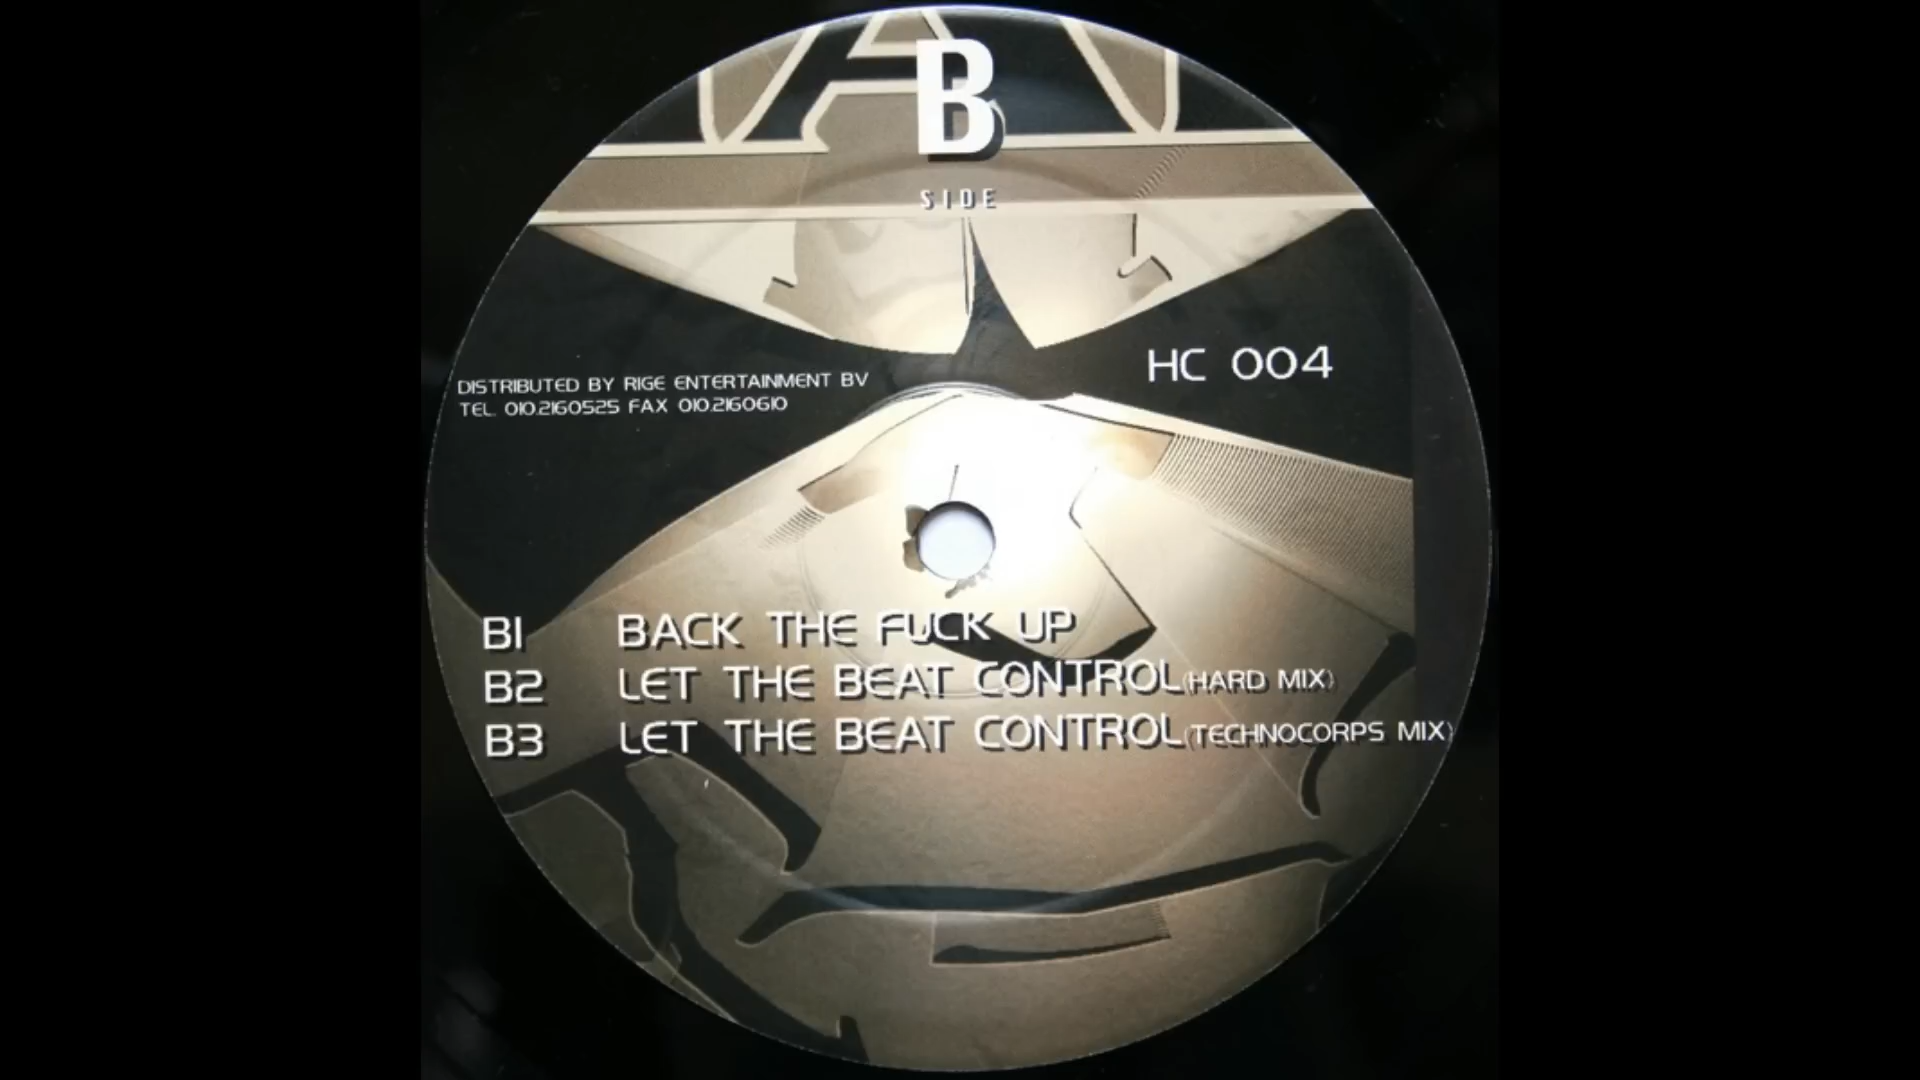 B
SIDE
HC 004
DISTRIBUTED BY RIGE ENTERTAINMENT BV
TEL. 010.2160525 FAX 010.2160610
B1 BACK THE FUCK UP
B2 LET THE BEAT CONTROL (HARD MIX)
B3 LET THE BEAT CONTROL (TECHNOCORPS MIX)